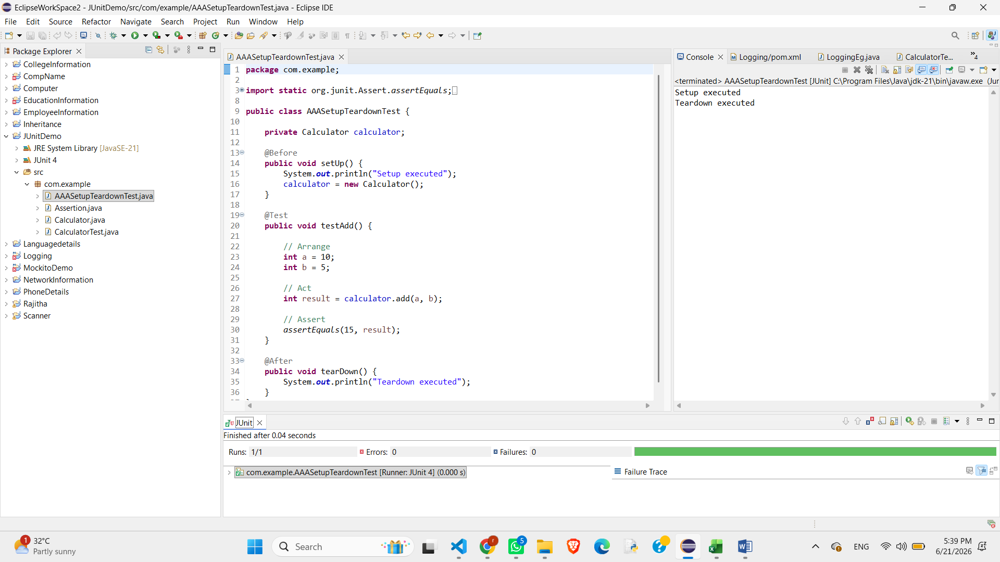 EclipseWorkSpace2 - JUnitDemo/src/com/example/AAASetupTeardownTest.java - Eclipse IDE
File Edit Source Refactor Navigate Search Project Run Window Help
Package Explorer
CollegeInformation
CompName
Computer
EducationInformation
EmployeeInformation
Inheritance
JUnitDemo
JRE System Library [JavaSE-21]
JUnit 4
src
com.example
AAASetupTeardownTest.java
Assertion.java
Calculator.java
CalculatorTest.java
Languagedetails
Logging
MockitoDemo
NetworkInformation
PhoneDetails
Rajitha
Scanner
AAASetupTeardownTest.java
1 package com.example;
2
3 import static org.junit.Assert.assertEquals;
8
9 public class AAASetupTeardownTest {
10
11 private Calculator calculator;
12
13 @Before
14 public void setUp() {
15 System.out.println("Setup executed");
16 calculator = new Calculator();
17 }
18
19 @Test
20 public void testAdd() {
21
22 // Arrange
23 int a = 10;
24 int b = 5;
25
26 // Act
27 int result = calculator.add(a, b);
28
29 // Assert
30 assertEquals(15, result);
31 }
32
33 @After
34 public void tearDown() {
35 System.out.println("Teardown executed");
36 }
Console Logging/pom.xml LoggingEg.java CalculatorTe... »4
<terminated> AAASetupTeardownTest [JUnit] C:\Program Files\Java\jdk-21\bin\javaw.exe (Jur
Setup executed
Teardown executed
JUnit
Finished after 0.04 seconds
Runs: 1/1 Errors: 0 Failures: 0
com.example.AAASetupTeardownTest [Runner: JUnit 4] (0.000 s)
Failure Trace
1
32°C
Partly sunny
Search
r
5
ENG
5:39 PM
6/21/2026